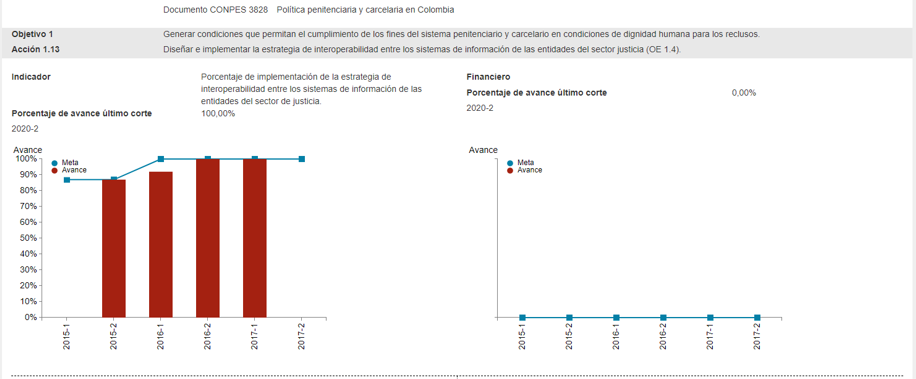 Documento CONPES 3828 Política penitenciaria y carcelaria en Colombia
Objetivo 1 Generar condiciones que permitan el cumplimiento de los fines del sistema penitenciario y carcelario en condiciones de dignidad humana para los reclusos.
Acción 1.13 Diseñar e implementar la estrategia de interoperabilidad entre los sistemas de información de las entidades del sector justicia (OE 1.4).
Indicador Porcentaje de implementación de la estrategia de
interoperabilidad entre los sistemas de información de las
entidades del sector de justicia.
Porcentaje de avance último corte 100,00%
2020-2
Financiero
Porcentaje de avance último corte 0,00%
2020-2
Avance
Meta
Avance
100%
90%
80%
70%
60%
50%
40%
30%
20%
10%
0%
2015-1
2015-2
2016-1
2016-2
2017-1
2017-2
Avance
Meta
Avance
2015-1
2015-2
2016-1
2016-2
2017-1
2017-2